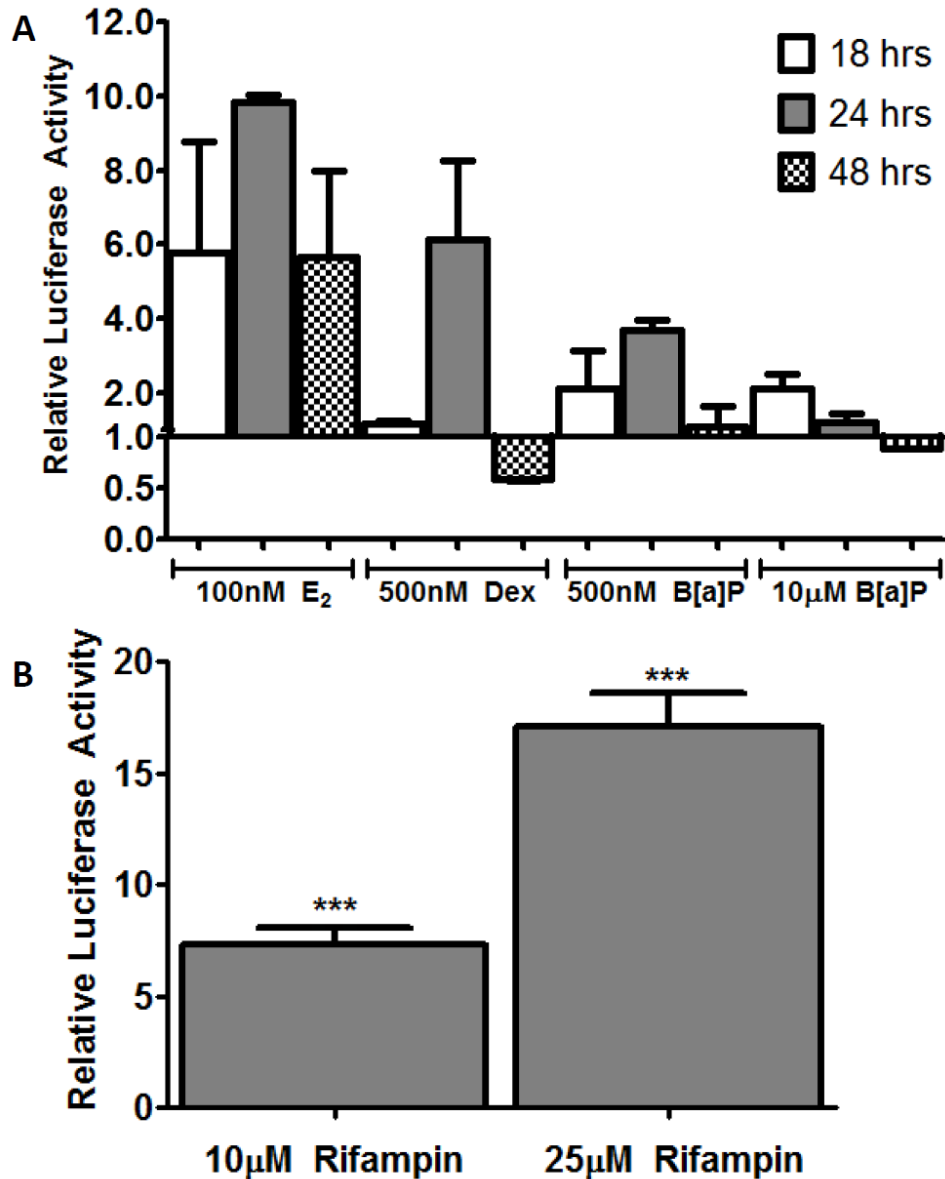 A
Relative Luciferase Activity
12.0
10.0
8.0
6.0
4.0
2.0
1.0
0.5
0.0
18 hrs
24 hrs
48 hrs
100nM E₂
500nM Dex
500nM B[a]P
10μM B[a]P
B
Relative Luciferase Activity
20
15
10
5
0
***
***
10μM Rifampin
25μM Rifampin